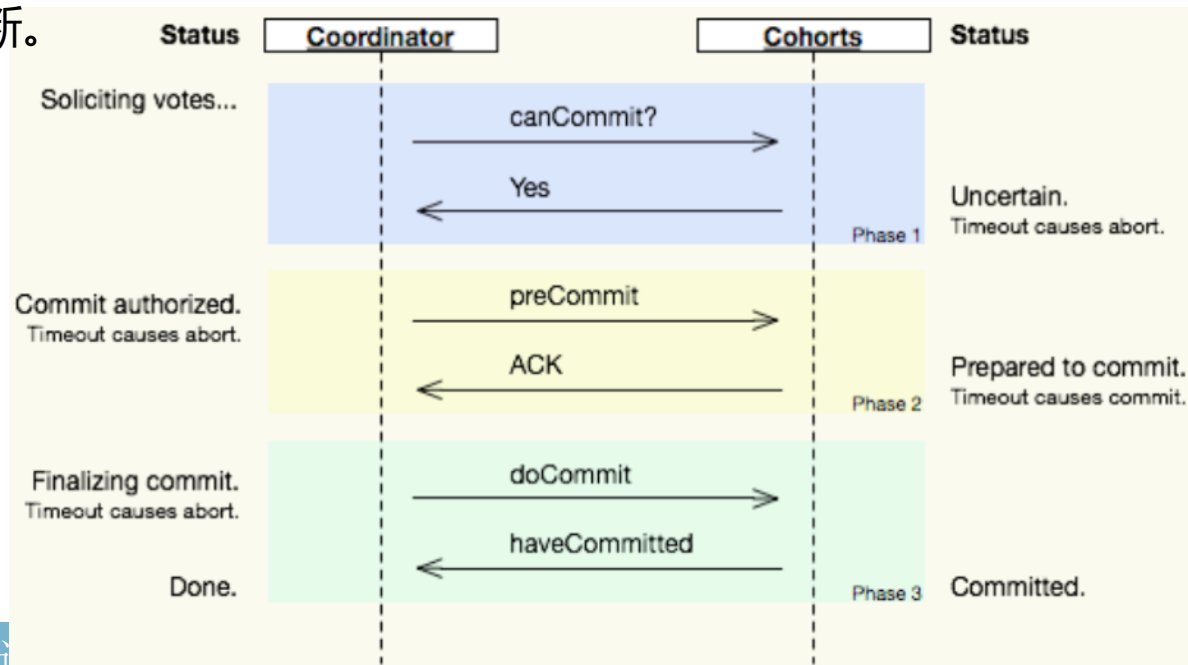 断。
Status Coordinator Cohorts Status
Soliciting votes...
canCommit?
Yes
Uncertain.
Timeout causes abort.
Phase 1
Commit authorized.
Timeout causes abort.
preCommit
ACK
Prepared to commit.
Timeout causes commit.
Phase 2
Finalizing commit.
Timeout causes abort.
doCommit
haveCommitted
Done.
Phase 3
Committed.